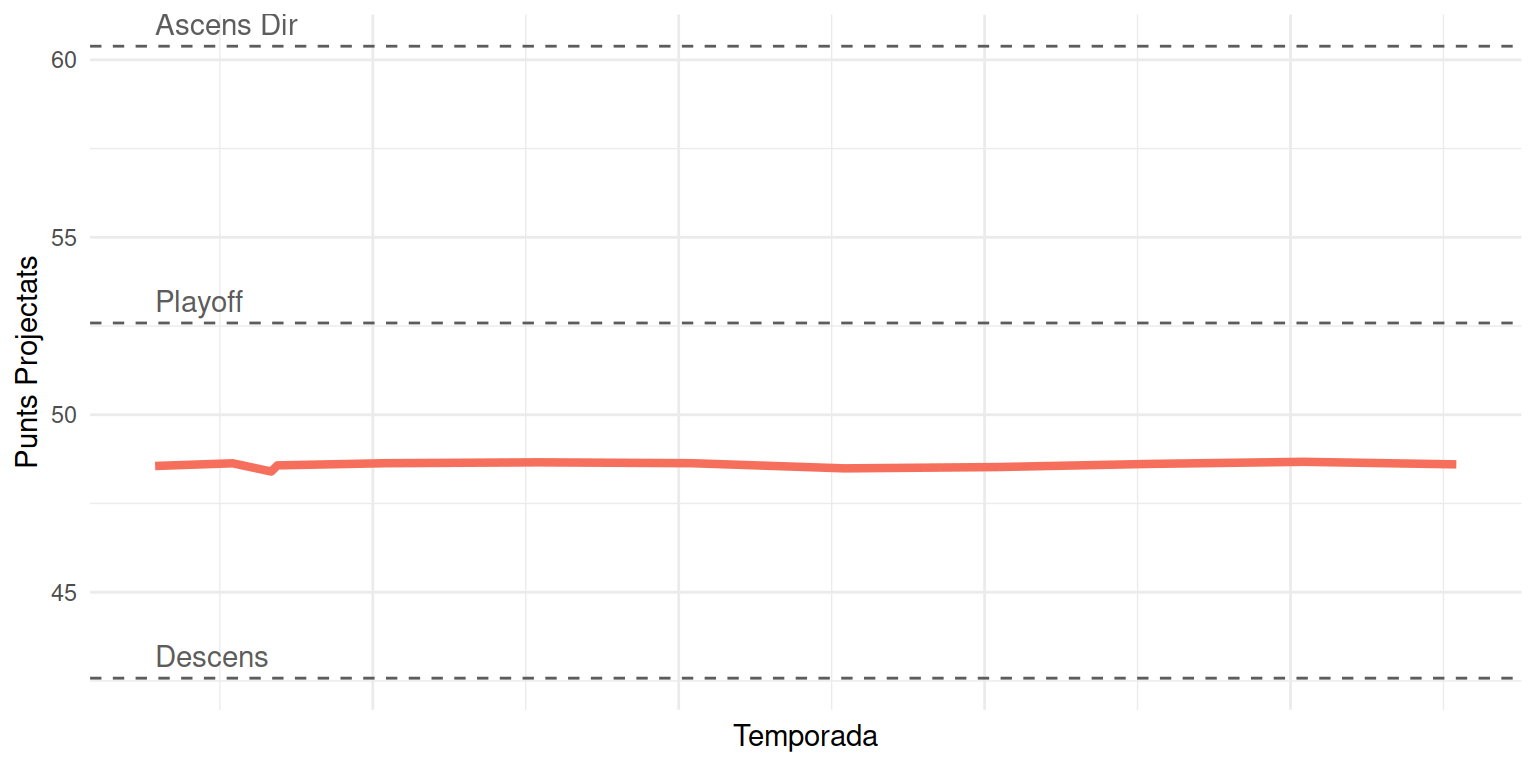 Ascens Dir
60
55
Playoff
Punts Projectats
50
45
Descens
Temporada